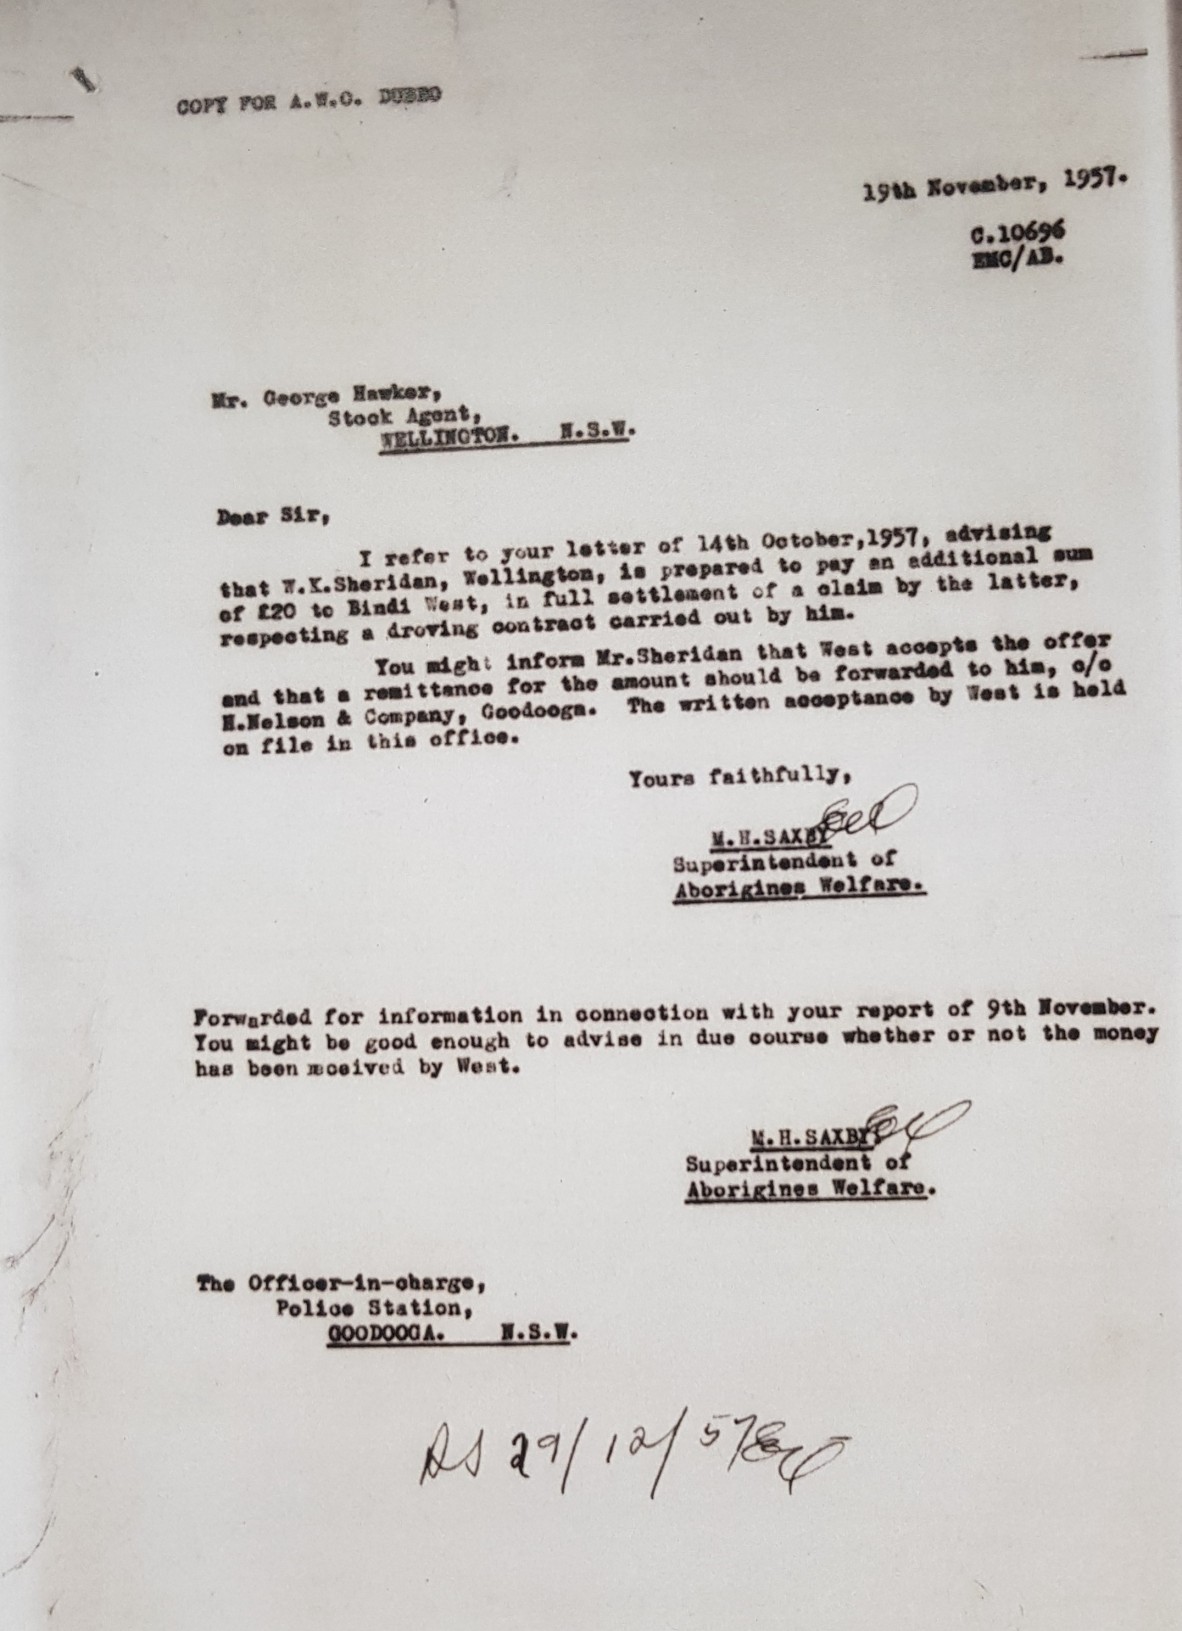 COPY FOR A.W.O. DUBBO
19th November, 1957.
C.10696
EMC/AB.
Mr. George Hawker,
Stock Agent,
WELLINGTON. N.S.W.
Dear Sir,
I refer to your letter of 14th October,1957, advising
that W.K.Sheridan, Wellington, is prepared to pay an additional sum
of £20 to Bindi West, in full settlement of a claim by the latter,
respecting a droving contract carried out by him.
You might inform Mr.Sheridan that West accepts the offer
and that a remittance for the amount should be forwarded to him, c/o
H.Nelson & Company, Goodooga. The written acceptance by West is held
on file in this office.
Yours faithfully,
M.H.SAXBY
Superintendent of
Aborigines Welfare.
Forwarded for information in connection with your report of 9th November.
You might be good enough to advise in due course whether or not the money
has been received by West.
M.H.SAXBY
Superintendent of
Aborigines Welfare.
The Officer-in-charge,
Police Station,
GOODOOGA. N.S.W.
29/12/57